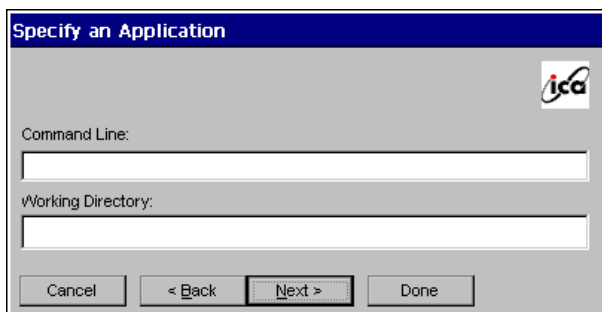 Specify an Application
ica
Command Line:
Working Directory:
Cancel
< Back
Next >
Done